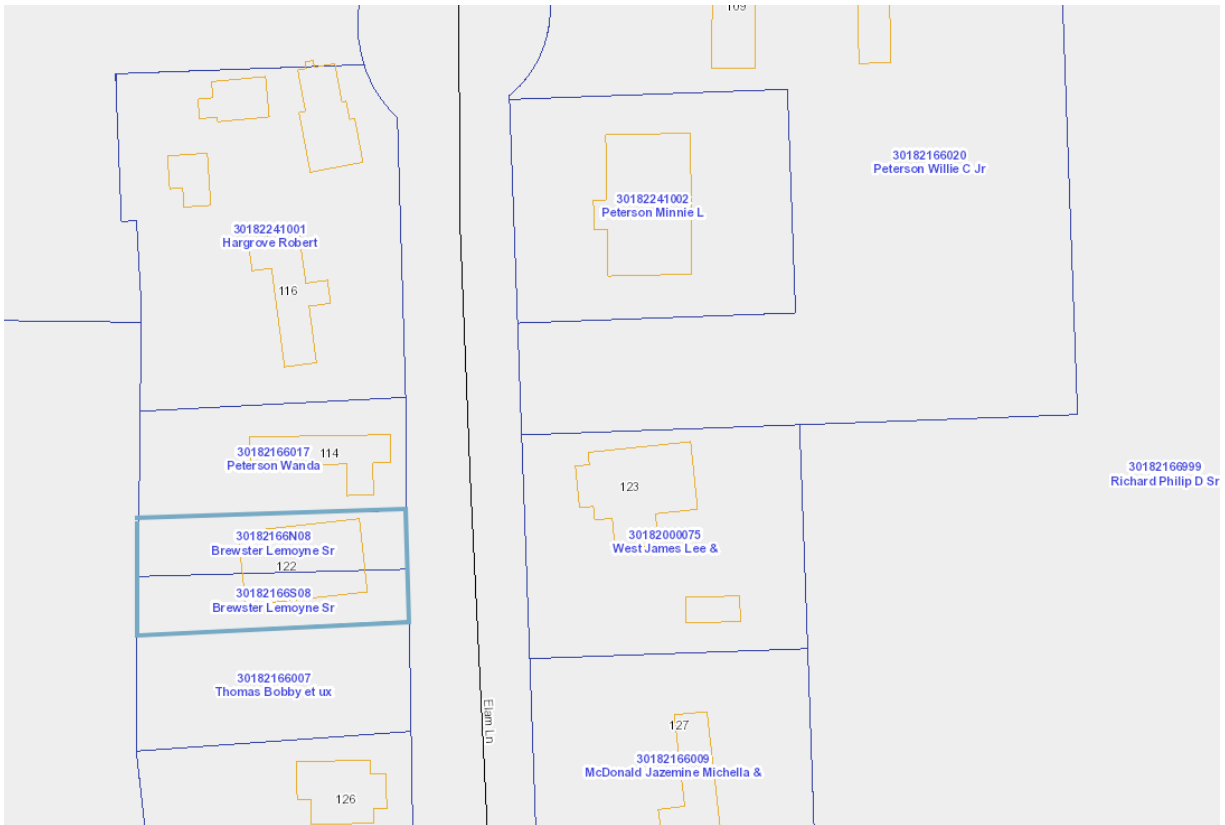 109
30182166020
Peterson Willie C Jr
30182241002
Peterson Minnie L
30182241001
Hargrove Robert
116
30182166017
Peterson Wanda
114
30182166999
Richard Philip D Sr
123
30182000075
West James Lee &
30182166N08
Brewster Lemoyne Sr
122
30182166S08
Brewster Lemoyne Sr
30182166007
Thomas Bobby et ux
Elam Ln
127
30182166009
McDonald Jazemine Michella &
126